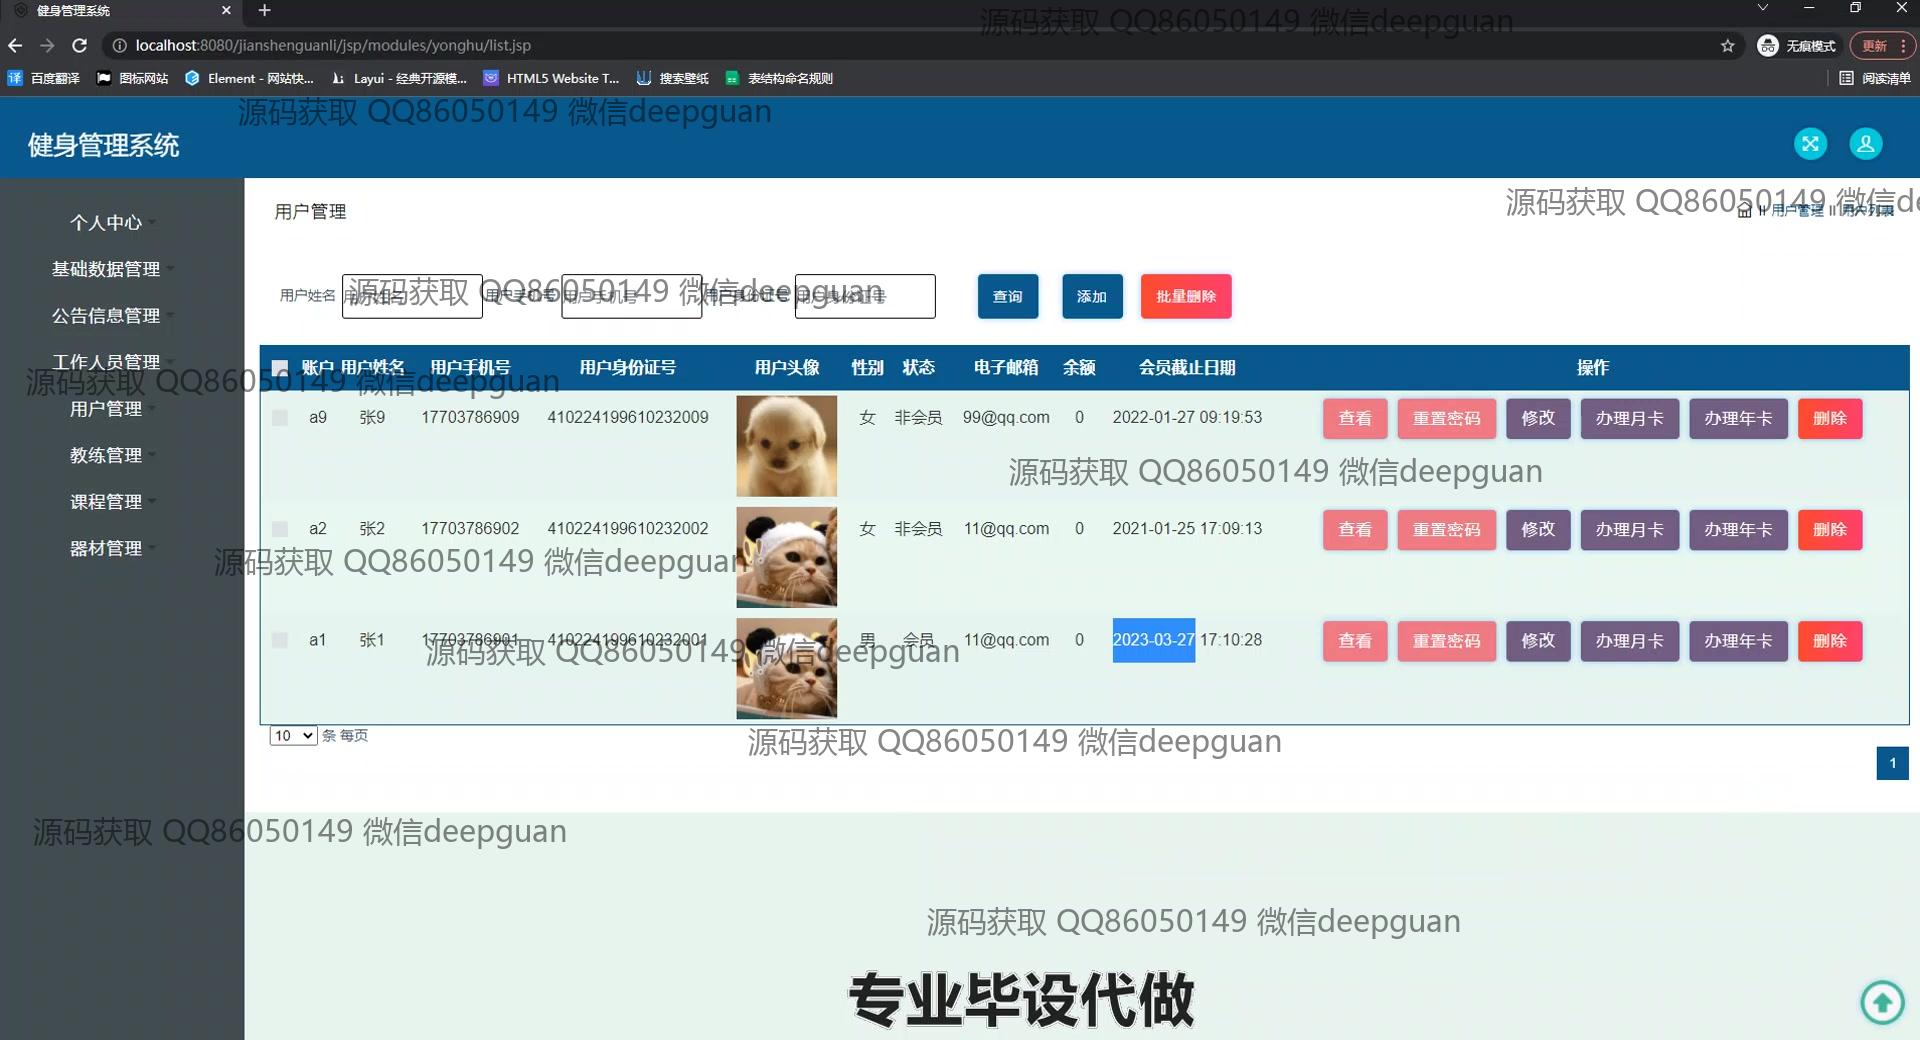 健身管理系统
源码获取 QQ86050149 微信deepguan
localhost:8080/jianshenguanli/jsp/modules/yonghu/list.jsp
无痕模式
更新
百度翻译
图标网站
Element - 网站快...
Layui - 经典开源模...
HTML5 Website T...
搜索壁纸
表结构命名规则
阅读清单
源码获取 QQ86050149 微信deepguan
健身管理系统
个人中心
基础数据管理
公告信息管理
工作人员管理
用户管理
教练管理
课程管理
器材管理
用户管理
源码获取 QQ86050149 微信de
用户管理 用户列表
用户姓名 用户姓名 用户手机号 用户手机号 用户身份证号 用户身份证号 查询 添加 批量删除
源码获取 QQ86050149 微信deepguan
账户 用户姓名 用户手机号 用户身份证号 用户头像 性别 状态 电子邮箱 余额 会员截止日期 操作
源码获取 QQ86050149 微信deepguan
a9 张9 17703786909 410224199610232009 女 非会员 99@qq.com 0 2022-01-27 09:19:53 查看 重置密码 修改 办理月卡 办理年卡 删除
源码获取 QQ86050149 微信deepguan
a2 张2 17703786902 410224199610232002 女 非会员 11@qq.com 0 2021-01-25 17:09:13 查看 重置密码 修改 办理月卡 办理年卡 删除
源码获取 QQ86050149 微信deepguan
a1 张1 17703786901 410224199610232001 男 会员 11@qq.com 0 2023-03-27 17:10:28 查看 重置密码 修改 办理月卡 办理年卡 删除
源码获取 QQ86050149 微信deepguan
10 条 每页
源码获取 QQ86050149 微信deepguan
1
源码获取 QQ86050149 微信deepguan
源码获取 QQ86050149 微信deepguan
专业毕设代做